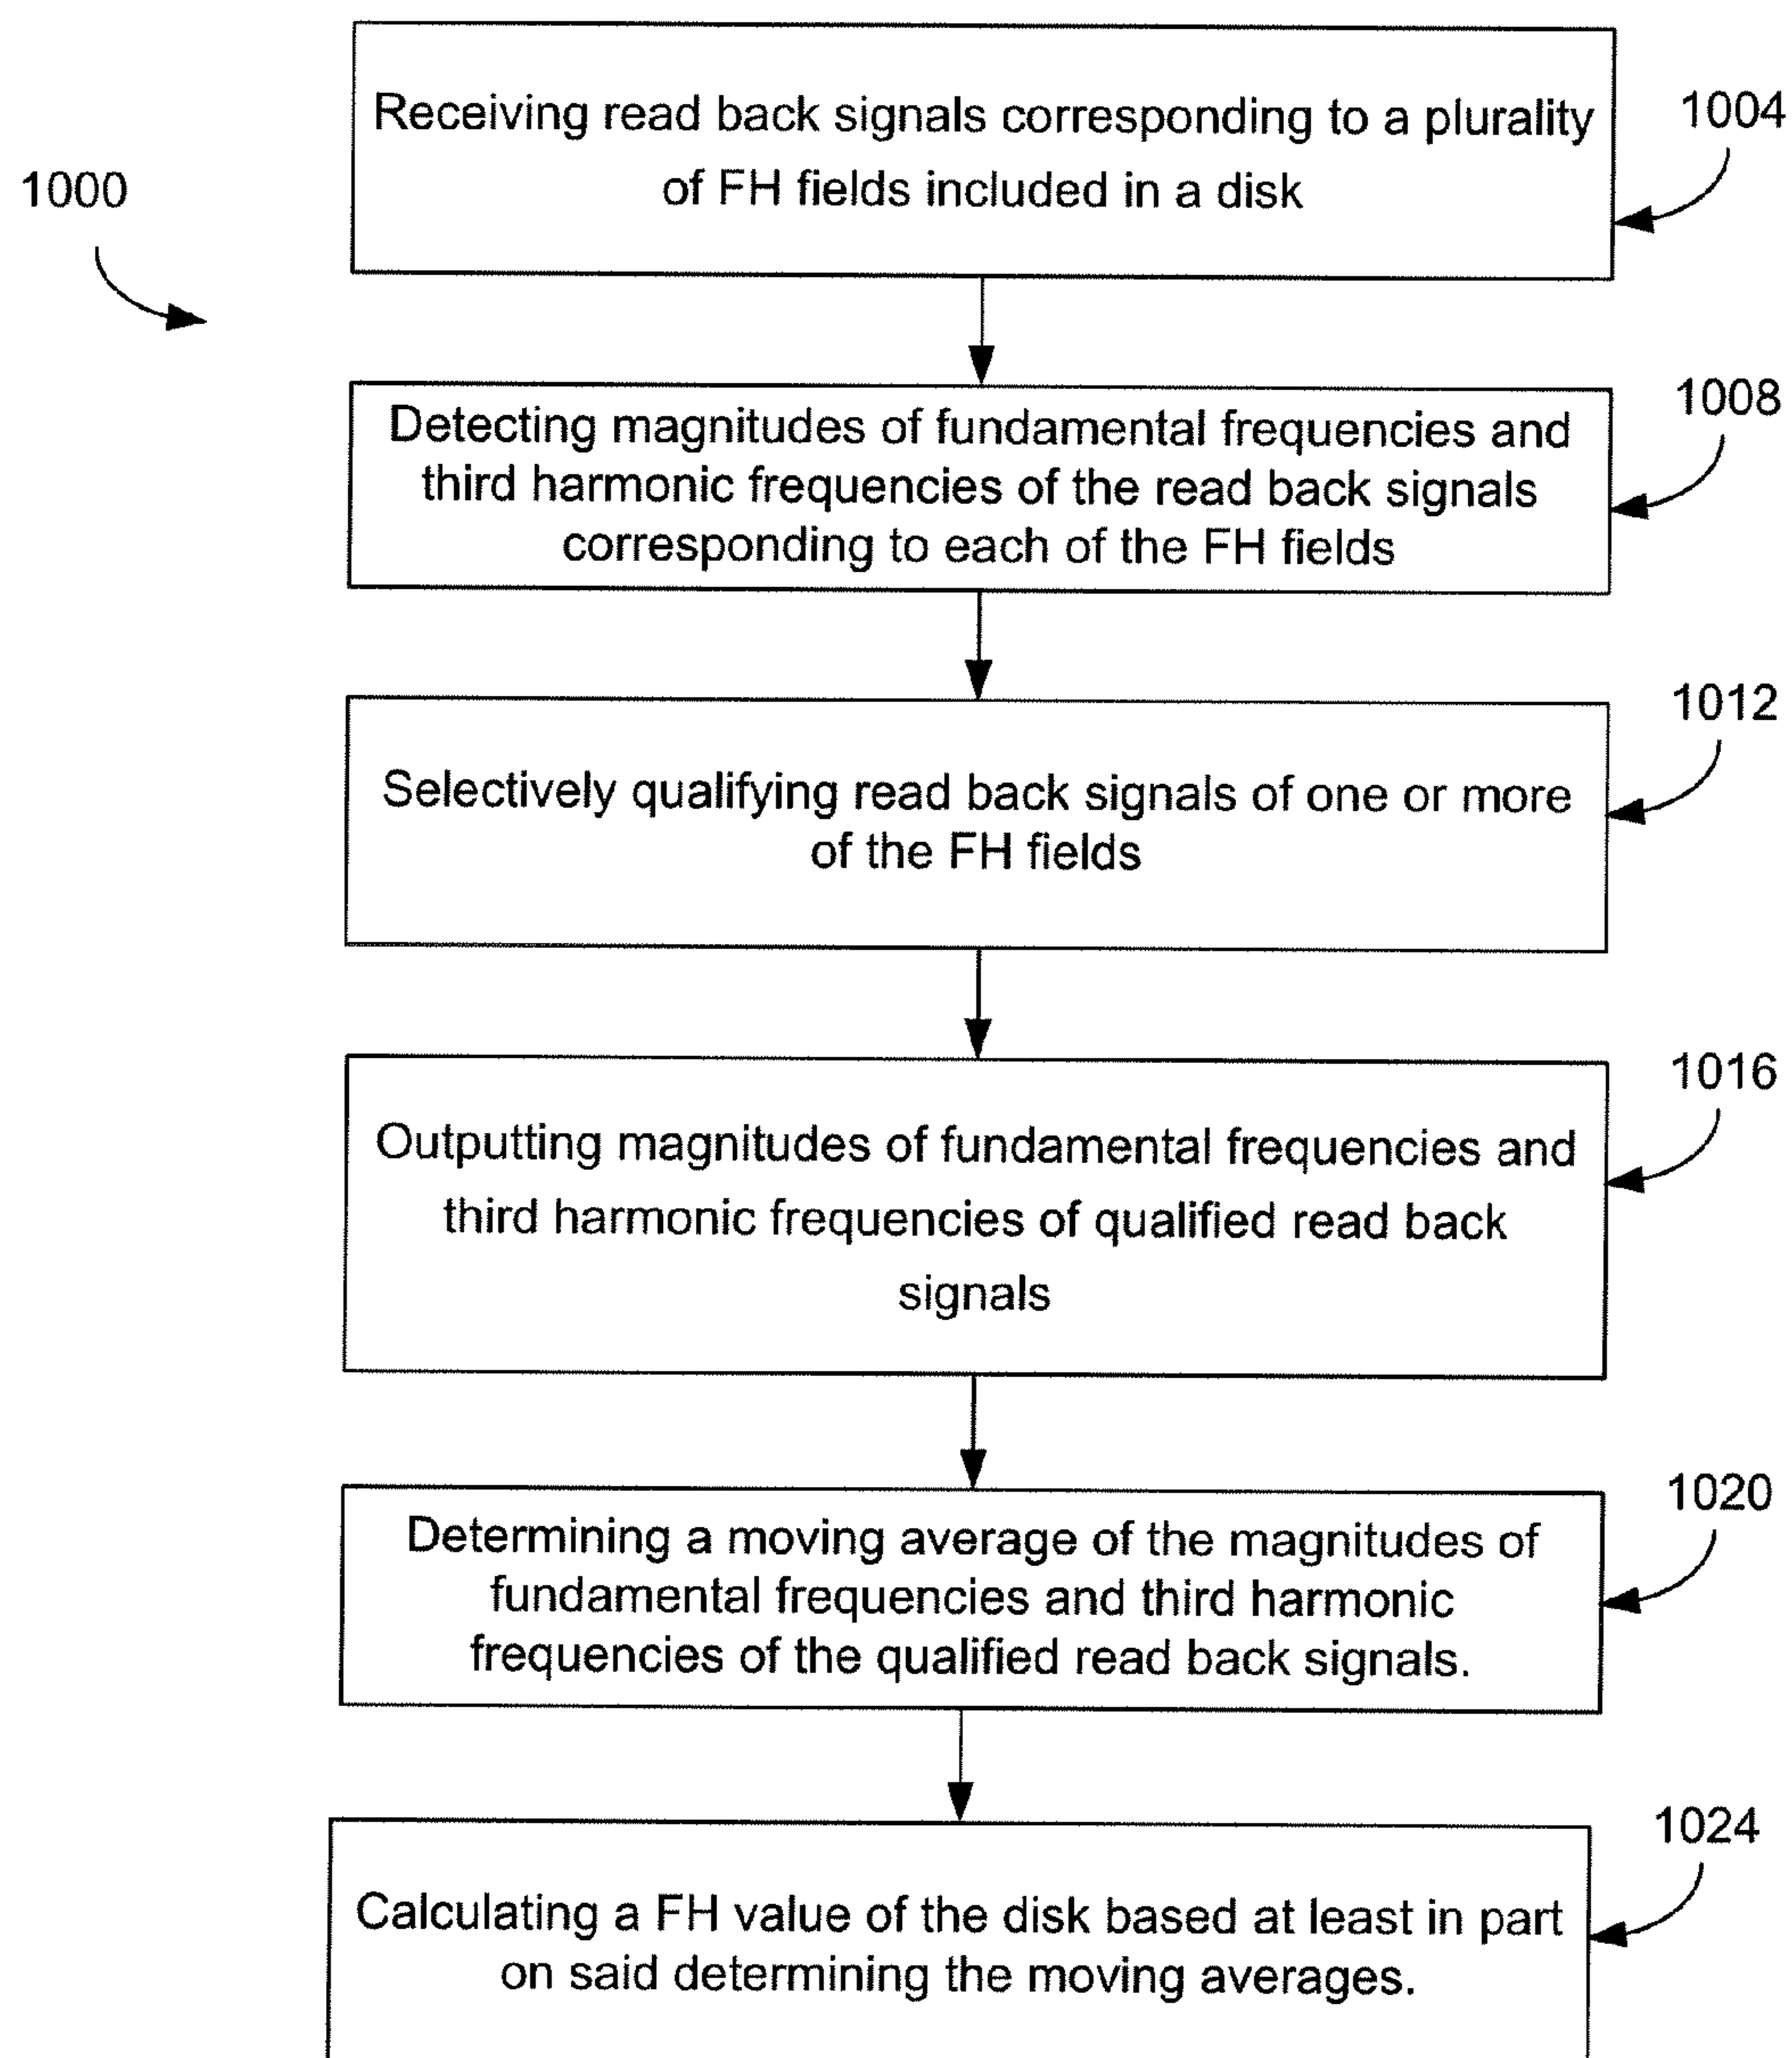 1000
Receiving read back signals corresponding to a plurality
of FH fields included in a disk
1004
Detecting magnitudes of fundamental frequencies and
third harmonic frequencies of the read back signals
corresponding to each of the FH fields
1008
Selectively qualifying read back signals of one or more
of the FH fields
1012
Outputting magnitudes of fundamental frequencies and
third harmonic frequencies of qualified read back
signals
1016
Determining a moving average of the magnitudes of
fundamental frequencies and third harmonic
frequencies of the qualified read back signals.
1020
Calculating a FH value of the disk based at least in part
on said determining the moving averages.
1024